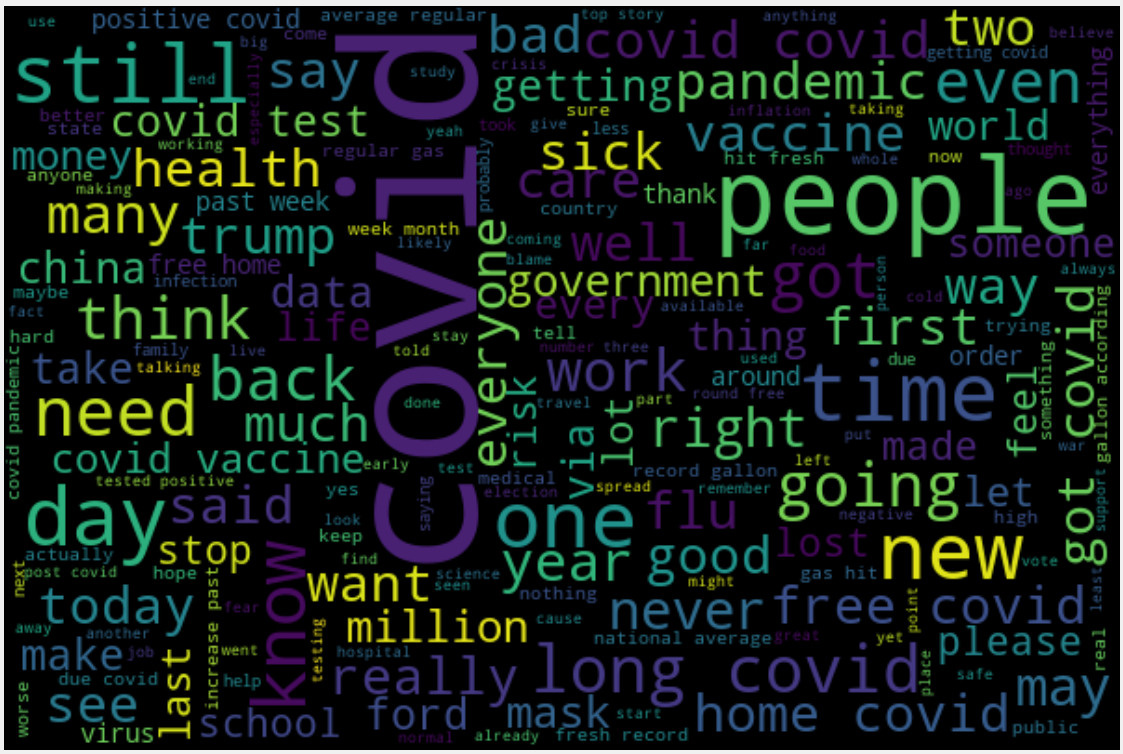 use
positive covid
average regular
top story
anything
two
believe
big
come
bad
covid covid
getting covid
still
end
say
study
crisis
getting
pandemic
even
everything
better
especially
covid test
yeah
took
sure
give
less
inflation
taking
vaccine
world
state
working
money
health
regular gas
probably
sick
hit fresh
whole
now
thought
anyone
making
care
thank
people
ago
many
past week
country
trump
week month
likely
everyone
coming
well
far
food
someone
china
free home
blame
government
got
person
always
maybe
infection
data
every
available
cold
way
fact
think
life
stay
tell
thing
first
trying
got covid
gallon according
hard
covid
told
number three
used
due
order
something
covid pandemic
family
live
take
talking
back
work
around
time
feel
need
much
done
risk
travel
part
round free
put
war
lot
right
made
covid vaccine
early
test
via
medical
record gallon
left
going
let
tested positive
saying
election
spread
remember
support
day
said
yes
one
flu
negative
high
look
keep
stop
year
good
lost
new
vote
actually
find
next
post covid
hope
know
want
science
seen
might
gas hit
least
today
fear
nothing
never
free covid
point
away
another
increase past
million
cause
national average
great
yet
please
real
make
job
last
went
testing
hospital
really
long covid
place
safe
may
due covid
help
worse
see
school
ford
mask
start
home covid
public
virus
normal
already
fresh record